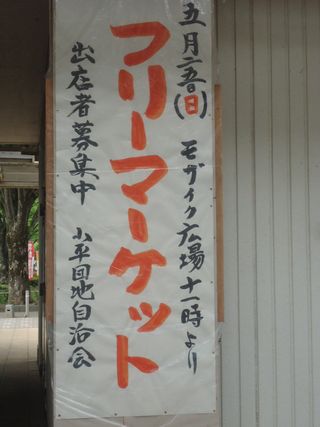 五月二五日(日) モザイク広場十一時より
フリーマーケット
出店者募集中 小平団地自治会